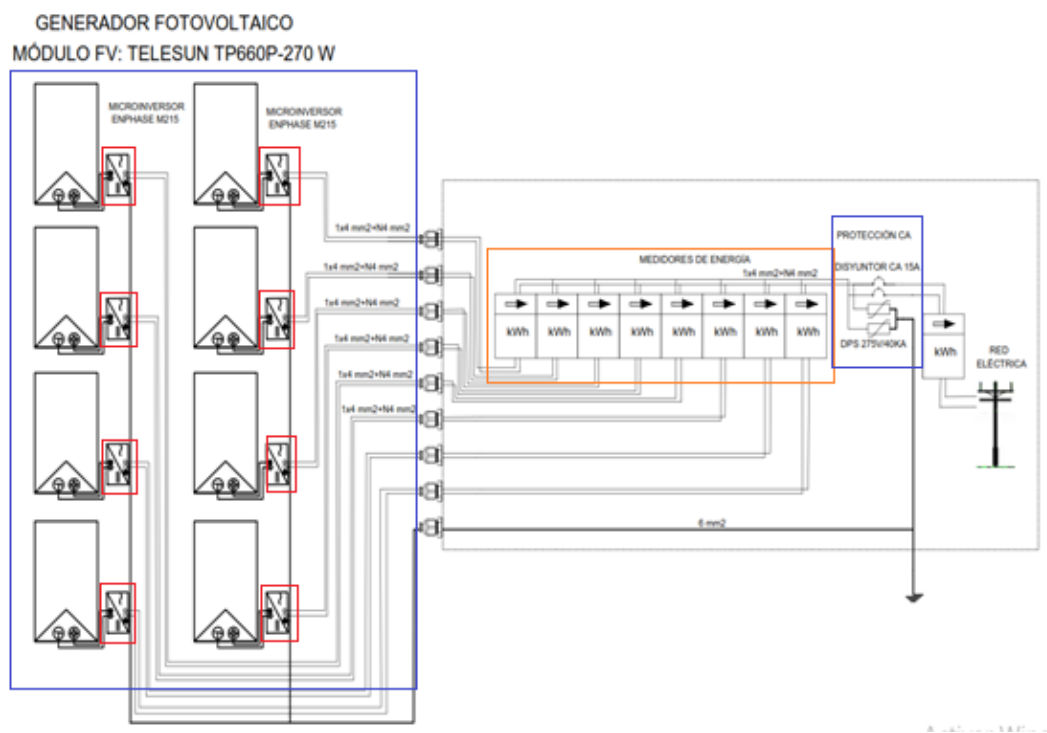 GENERADOR FOTOVOLTAICO
MÓDULO FV: TELESUN TP660P-270 W
MICROINVERSOR
ENPHASE M215
MICROINVERSOR
ENPHASE M215
1x4 mm2+N4 mm2
1x4 mm2+N4 mm2
1x4 mm2+N4 mm2
1x4 mm2+N4 mm2
1x4 mm2+N4 mm2
1x4 mm2+N4 mm2
MEDIDORES DE ENERGÍA
1x4 mm2+N4 mm2
kWh
kWh
kWh
kWh
kWh
kWh
kWh
kWh
PROTECCIÓN CA
DISYUNTOR CA 15A
DPS 275V/40KA
kWh
RED
ELÉCTRICA
6 mm2